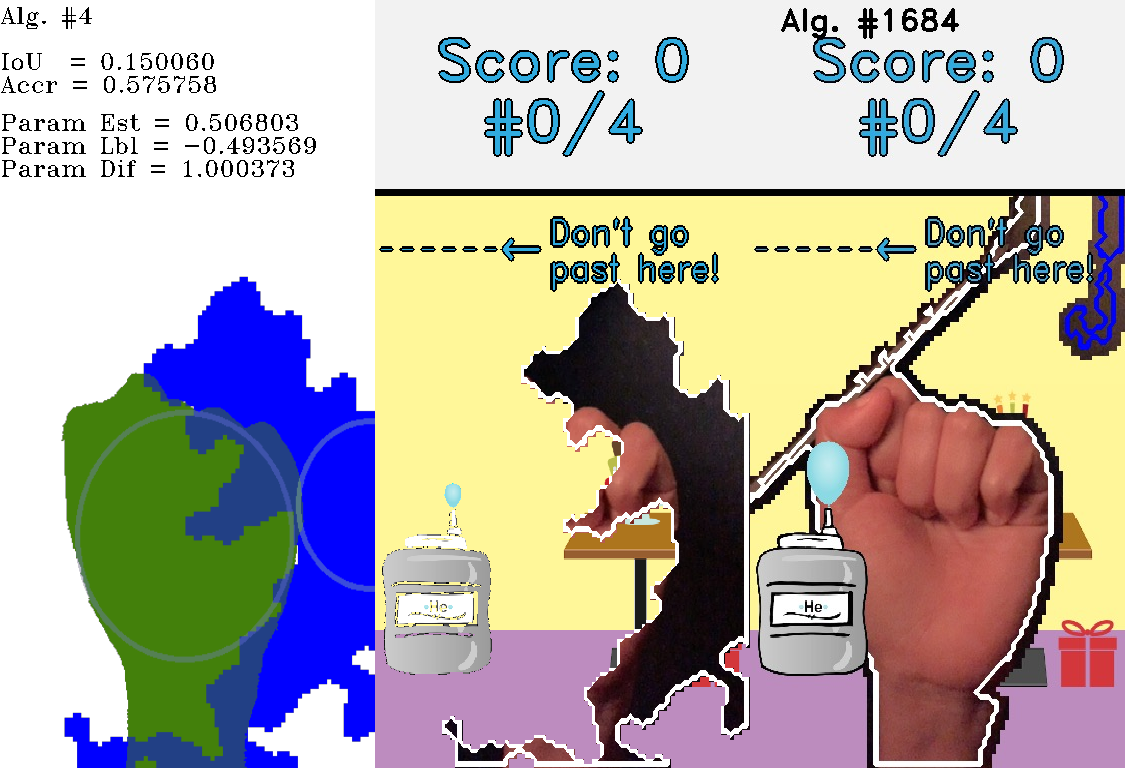 Alg. #4
IoU = 0.150060
Accr = 0.575758
Param Est = 0.506803
Param Lbl = −0.493569
Param Dif = 1.000373
Score: 0
#0/4
Don't go
past here!
He
Alg. #1684
Score: 0
#0/4
Don't go
past here!
He